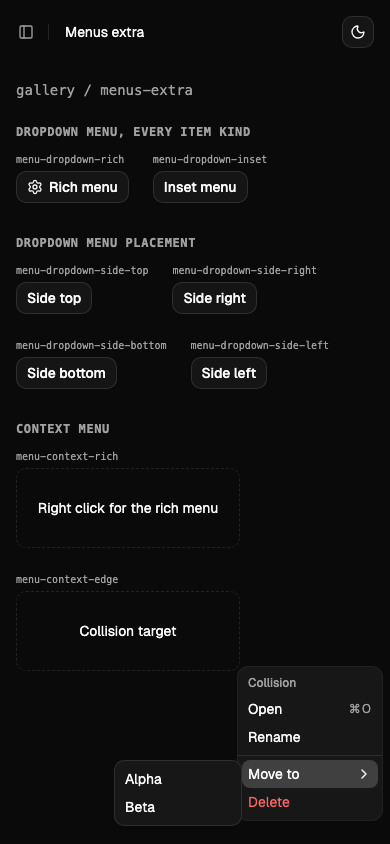 Menus extra
gallery / menus-extra
DROPDOWN MENU, EVERY ITEM KIND
menu-dropdown-rich menu-dropdown-inset
Rich menu Inset menu
DROPDOWN MENU PLACEMENT
menu-dropdown-side-top menu-dropdown-side-right
Side top Side right
menu-dropdown-side-bottom menu-dropdown-side-left
Side bottom Side left
CONTEXT MENU
menu-context-rich
Right click for the rich menu
menu-context-edge
Collision target
Collision
Open ⌘O
Rename
Move to
Delete
Alpha
Beta